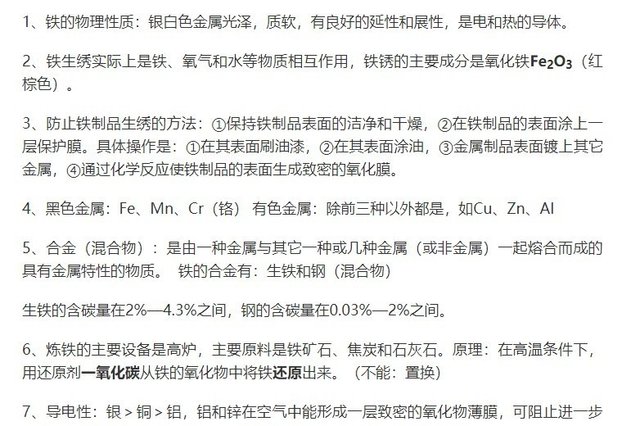 1、铁的物理性质：银白色金属光泽，质软，有良好的延性和展性，是电和热的导体。
2、铁生绣实际上是铁、氧气和水等物质相互作用，铁锈的主要成分是氧化铁Fe₂O₃（红
棕色）。
3、防止铁制品生绣的方法：①保持铁制品表面的洁净和干燥，②在铁制品的表面涂上一
层保护膜。具体操作是：①在其表面刷油漆，②在其表面涂油，③金属制品表面镀上其它
金属，④通过化学反应使铁制品的表面生成致密的氧化膜。
4、黑色金属：Fe、Mn、Cr（铬） 有色金属：除前三种以外都是，如Cu、Zn、Al
5、合金（混合物）：是由一种金属与其它一种或几种金属（或非金属）一起熔合而成的
具有金属特性的物质。 铁的合金有：生铁和钢（混合物）
生铁的含碳量在2%—4.3%之间，钢的含碳量在0.03%—2%之间。
6、炼铁的主要设备是高炉，主要原料是铁矿石、焦炭和石灰石。原理：在高温条件下，
用还原剂一氧化碳从铁的氧化物中将铁还原出来。（不能：置换）
7、导电性：银＞铜＞铝，铝和锌在空气中能形成一层致密的氧化物薄膜，可阻止进一步